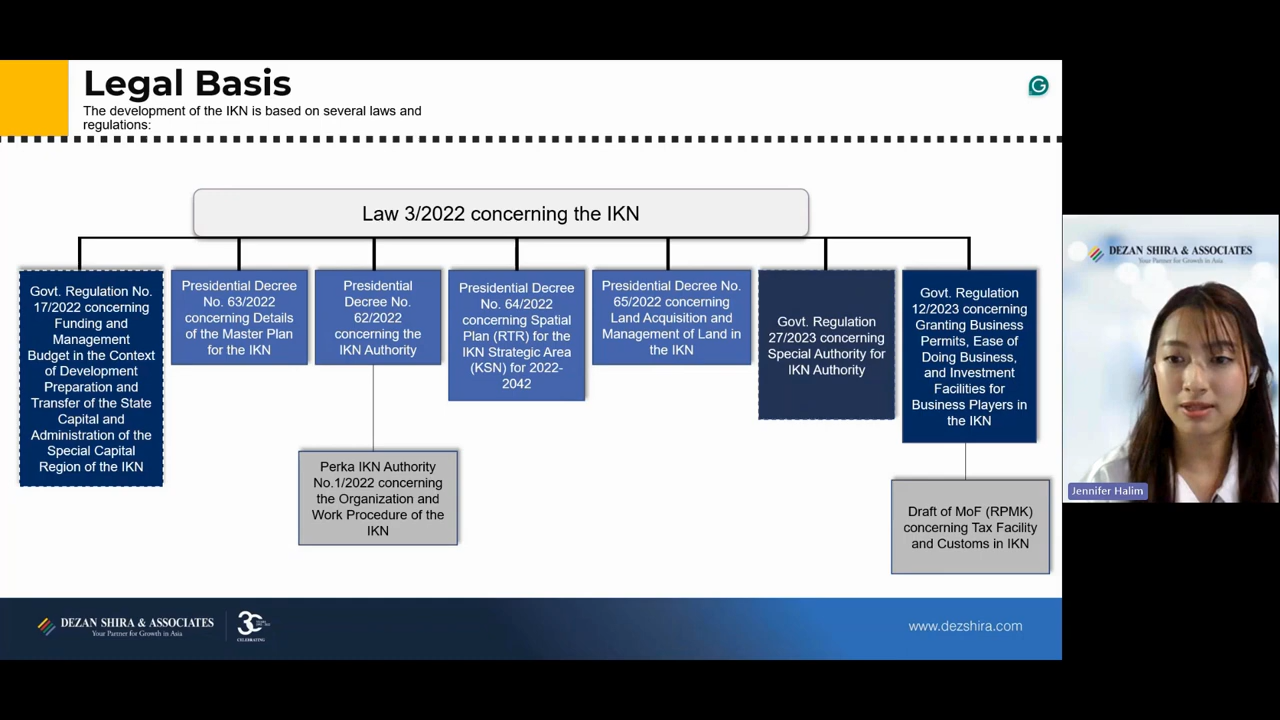 Legal Basis
The development of the IKN is based on several laws and
regulations:
G
Law 3/2022 concerning the IKN
Govt. Regulation No.
17/2022 concerning
Funding and
Management
Budget in the Context
of Development
Preparation and
Transfer of the State
Capital and
Administration of the
Special Capital
Region of the IKN
Presidential Decree
No. 63/2022
concerning Details
of the Master Plan
for the IKN
Presidential
Decree No.
62/2022
concerning the
IKN Authority
Presidential Decree
No. 64/2022
concerning Spatial
Plan (RTR) for the
IKN Strategic Area
(KSN) for 2022-
2042
Presidential Decree No.
65/2022 concerning
Land Acquisition and
Management of Land in
the IKN
Govt. Regulation
27/2023 concerning
Special Authority for
IKN Authority
Govt. Regulation
12/2023 concerning
Granting Business
Permits, Ease of
Doing Business,
and Investment
Facilities for
Business Players in
the IKN
Perka IKN Authority
No.1/2022 concerning
the Organization and
Work Procedure of the
IKN
Draft of MoF (RPMK)
concerning Tax Facility
and Customs in IKN
DEZAN SHIRA & ASSOCIATES
Your Partner for Growth in Asia
30
CELEBRATING
www.dezshira.com
DEZAN SHIRA & ASSOCIATES
Your Partner for Growth in Asia
Jennifer Halim